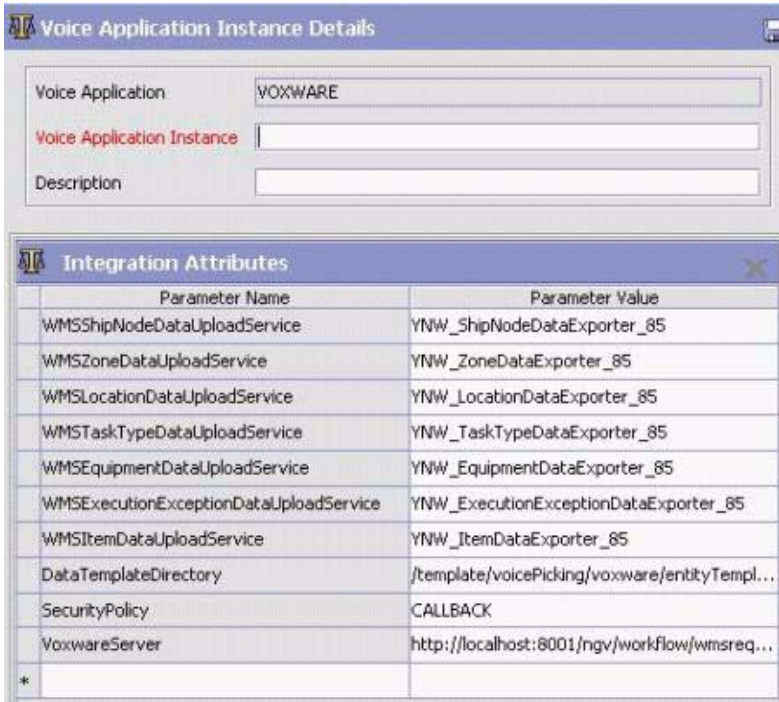 Voice Application Instance Details
Voice Application VOXWARE
Voice Application Instance
Description
Integration Attributes
Parameter Name Parameter Value
WMSShipNodeDataUploadService YNW_ShipNodeDataExporter_85
WMSZoneDataUploadService YNW_ZoneDataExporter_85
WMSLocationDataUploadService YNW_LocationDataExporter_85
WMSTaskTypeDataUploadService YNW_TaskTypeDataExporter_85
WMSEquipmentDataUploadService YNW_EquipmentDataExporter_85
WMSExecutionExceptionDataUploadService YNW_ExecutionExceptionDataExporter_85
WMSItemDataUploadService YNW_ItemDataExporter_85
DataTemplateDirectory /template/voicePicking/voxware/entityTempl...
SecurityPolicy CALLBACK
VoxwareServer http://localhost:8001/ngv/workflow/wmsreq...
*